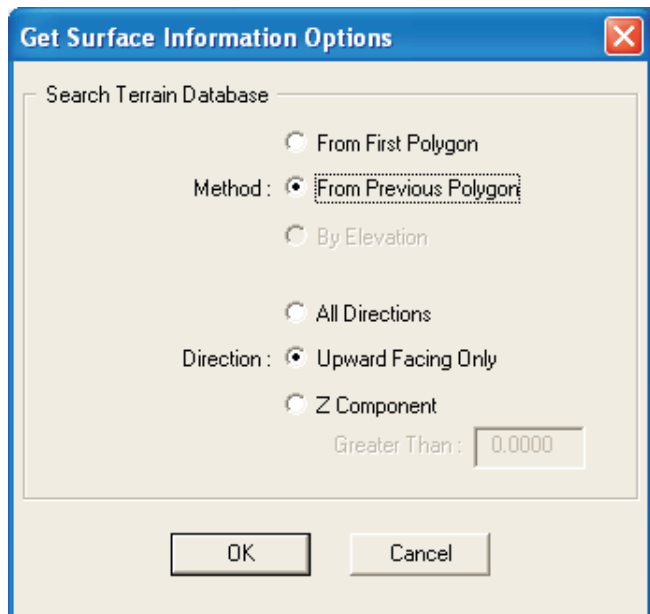 Get Surface Information Options
Search Terrain Database
From First Polygon
Method : From Previous Polygon
By Elevation
All Directions
Direction : Upward Facing Only
Z Component
Greater Than : 0.0000
OK Cancel